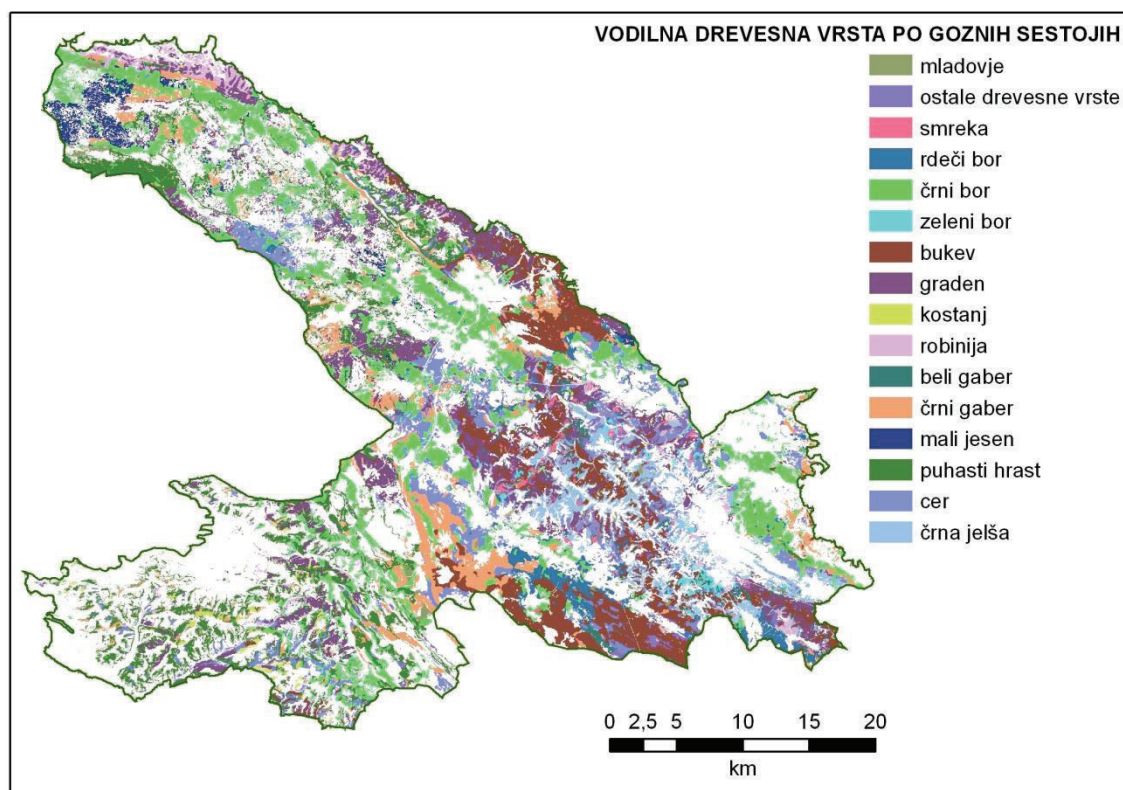 VODILNA DREVESNA VRSTA PO GOZNIH SESTOJIH
mladovje
ostale drevesne vrste
smreka
rdeči bor
črni bor
zeleni bor
bukev
graden
kostanj
robinija
beli gaber
črni gaber
mali jesen
puhasti hrast
cer
črna jelša
0 2,5 5 10 15 20
km